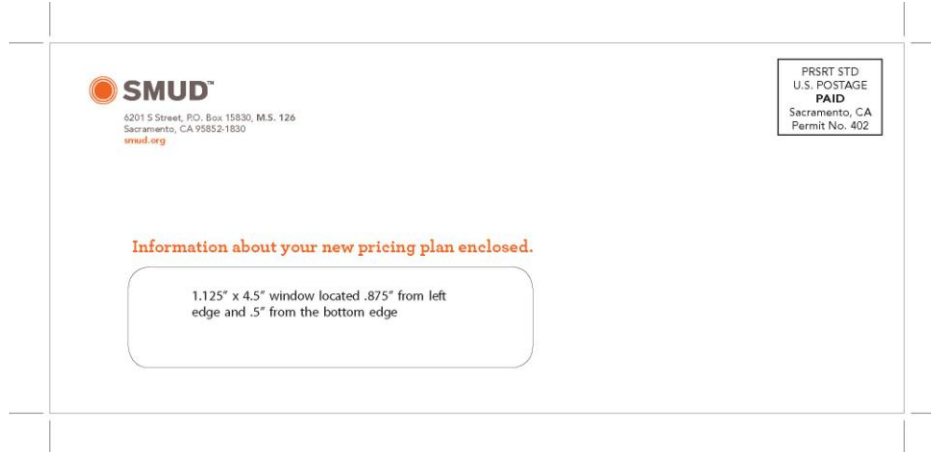 SMUD™
6201 S Street, P.O. Box 15830, M.S. 126
Sacramento, CA 95852-1830
smud.org
PRSRT STD
U.S. POSTAGE
PAID
Sacramento, CA
Permit No. 402
Information about your new pricing plan enclosed.
1.125" x 4.5" window located .875" from left
edge and .5" from the bottom edge